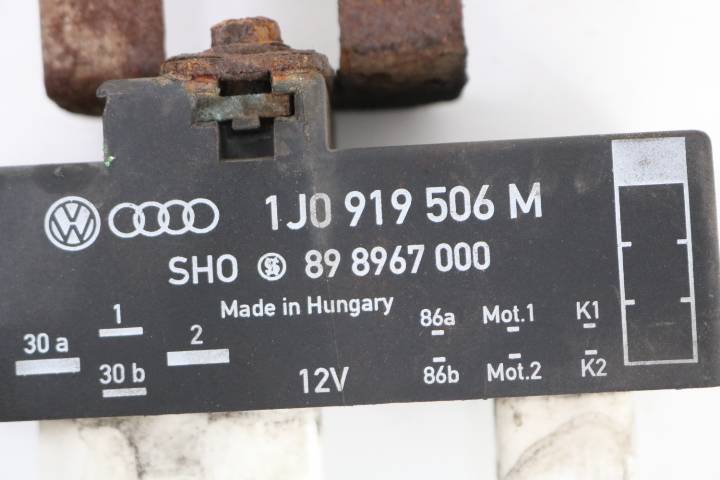 1J0 919 506 M
SHO 89 8967 000
Made in Hungary
30 a 1 2 86a Mot.1 K1
30 b 12V 86b Mot.2 K2